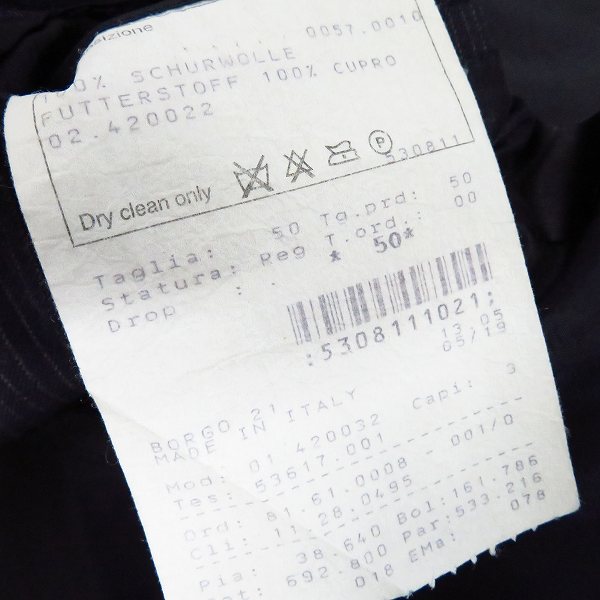 0057.0010
100% SCHURWOLLE
FUTTERSTOFF 100% CUPRO
02.420022
P
530811
Dry clean only
Taglia: 50 Tg.prd: 50
Statura: Reg T.ord.: 00
Drop : . * 50*
:5308111021:
13.05
05/19
BORGO 21
MADE IN ITALY
Mod: 01 420032 Capi: 3
Tes: 53617.001
Ord: 81.61.0008 - 001/0
Cli: 11.28.0495
Pia: 38 640 Bol:161.786
692.800 Par:533.216
018 EMa: 078